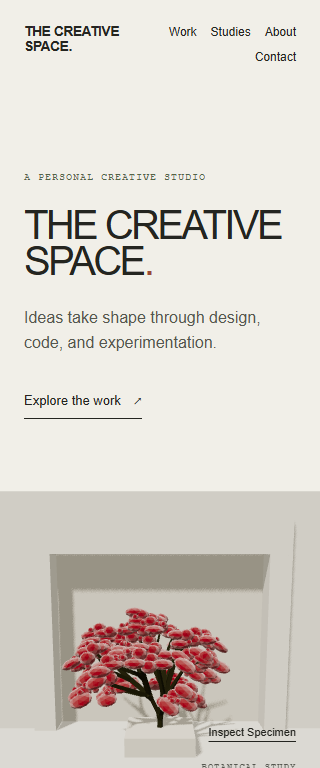 THE CREATIVE
SPACE.
Work Studies About
Contact
A PERSONAL CREATIVE STUDIO
THE CREATIVE
SPACE.
Ideas take shape through design,
code, and experimentation.
Explore the work ↗
Inspect Specimen
BOTANICAL STUDY